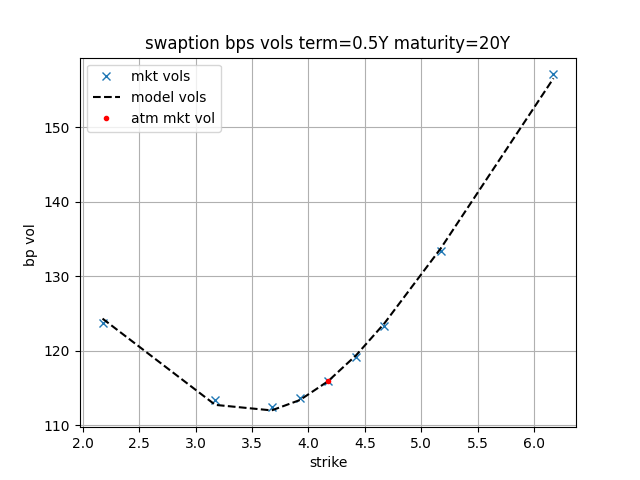 swaption bps vols term=0.5Y maturity=20Y
mkt vols
model vols
atm mkt vol
150
140
130
120
110
bp vol
2.0 2.5 3.0 3.5 4.0 4.5 5.0 5.5 6.0
strike